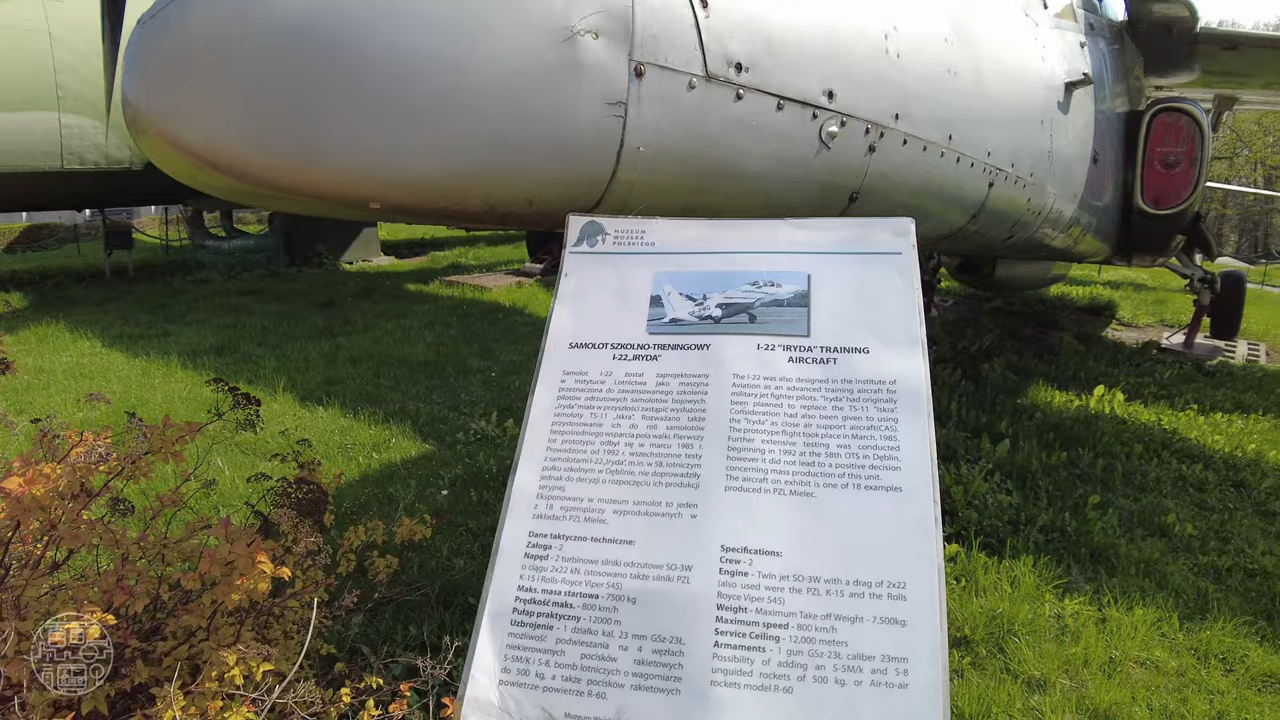 MUZEUM
WOJSKA
POLSKIEGO
SAMOLOT SZKOLNO-TRENINGOWY
I-22„IRYDA”
Samolot I-22 został zaprojektowany
w Instytucie Lotnictwa jako maszyna
przeznaczona do zaawansowanego szkolenia
pilotów odrzutowych samolotów bojowych.
„Iryda”miała w przyszłości zastąpić wysłużone
samoloty TS-11 „Iskra”. Rozważano także
przystosowanie ich do roli samolotów
bezpośredniego wsparcia pola walki. Pierwszy
lot prototypu odbył się w marcu 1985 r.
Prowadzone od 1992 r. wszechstronne testy
z samolotami I-22„Iryda”, m.in. w 58. lotniczym
pułku szkolnym w Dęblinie, nie doprowadziły
jednak do decyzji o rozpoczęciu ich produkcji
seryjnej.
Eksponowany w muzeum samolot to jeden
z 18 egzemplarzy wyprodukowanych w
zakładach PZL Mielec.
Dane taktyczno-techniczne:
Załoga - 2
Napęd - 2 turbinowe silniki odrzutowe SO-3W
o ciągu 2x22 kN. (stosowano także silniki PZL
K-15 i Rolls-Royce Viper 545)
Maks. masa startowa - 7500 kg
Prędkość maks. - 800 km/h
Pułap praktyczny - 12000 m
Uzbrojenie - 1 działko kal. 23 mm GSz-23Ł,
możliwość podwieszania na 4 węzłach
niekierowanych pocisków rakietowych
S-5M/K i S-8, bomb lotniczych o wagomiarze
do 500 kg, a także pocisków rakietowych
powietrze-powietrze R-60.
I-22 “IRYDA” TRAINING
AIRCRAFT
The I-22 was also designed in the Institute of
Aviation as an advanced training aircraft for
military jet fighter pilots. “Iryda” had originally
been planned to replace the TS-11 “Iskra”.
Consideration had also been given to using
the “Iryda” as close air support aircraft(CAS).
The prototype flight took place in March, 1985.
Further extensive testing was conducted
beginning in 1992 at the 58th OTS in Dęblin,
however it did not lead to a positive decision
concerning mass production of this unit.
The aircraft on exhibit is one of 18 examples
produced in PZL Mielec.
Specifications:
Crew - 2
Engine - Twin jet SO-3W with a drag of 2x22
(also used were the PZL K-15 and the Rolls
Royce Viper 545)
Weight - Maximum Take off Weight - 7.500kg;
Maximum speed - 800 km/h
Service Ceiling - 12,000 meters
Armaments - 1 gun GSz-23Ł caliber 23mm
Possibility of adding an S-5M/k and S-8
unguided rockets of 500 kg. or Air-to-air
rockets model R-60
Muzeum